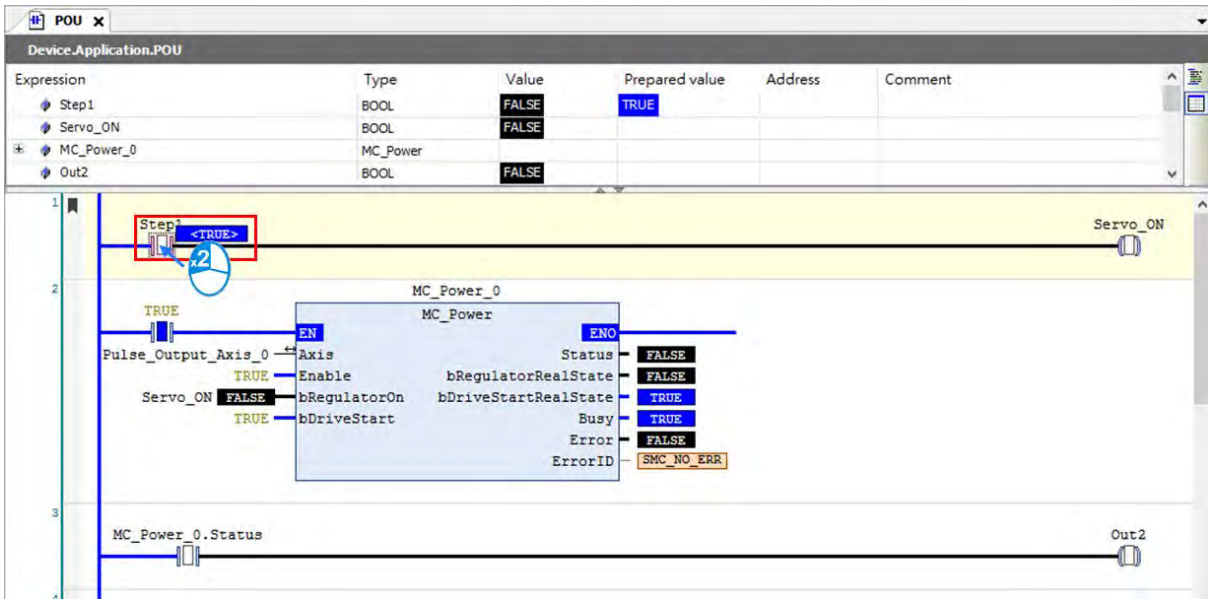 POU
Device.Application.POU
Expression Type Value Prepared value Address Comment
Step1 BOOL FALSE TRUE
Servo_ON BOOL FALSE
MC_Power_0 MC_Power
Out2 BOOL FALSE
1
Step1 <TRUE> Servo_ON
x2
2
MC_Power_0
TRUE MC_Power
EN ENO
Pulse_Output_Axis_0 Axis Status FALSE
TRUE Enable bRegulatorRealState FALSE
Servo_ON FALSE bRegulatorOn bDriveStartRealState TRUE
TRUE bDriveStart Busy TRUE
Error FALSE
ErrorID SMC_NO_ERR
3
MC_Power_0.Status Out2
4